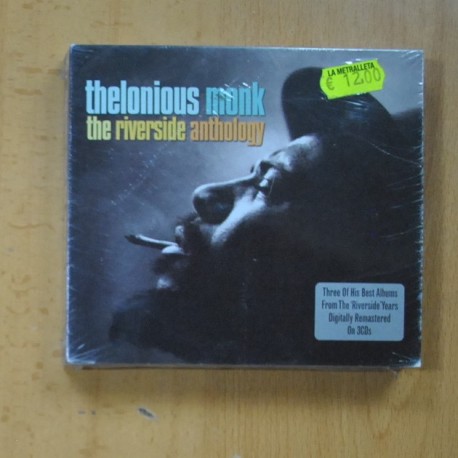 LA METRALLETA
€ 12.00
thelonious monk
the riverside anthology
Three Of His Best Albums
From The 'Riverside' Years
Digitally Remastered
On 3CDs